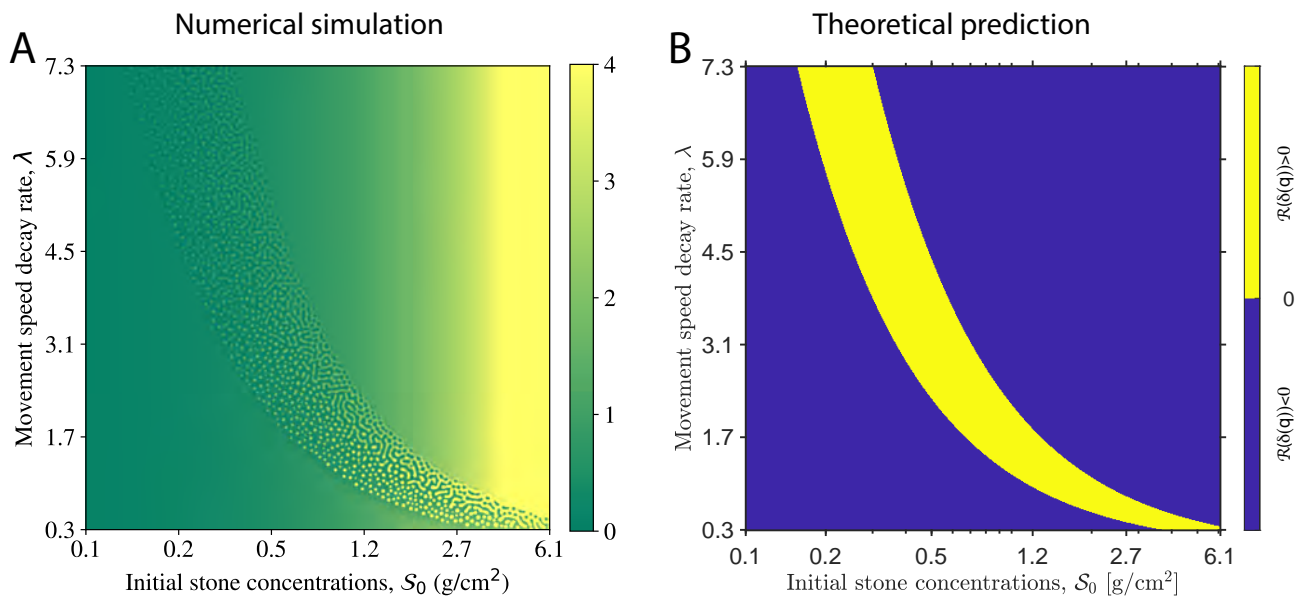 Numerical simulation
Theoretical prediction
A
B
7.3
5.9
4.5
3.1
1.7
0.3
Movement speed decay rate, λ
0.1 0.2 0.5 1.2 2.7 6.1
Initial stone concentrations, 𝒮₀ (g/cm²)
4
3
2
1
0
7.3
5.9
4.5
3.1
1.7
0.3
Movement speed decay rate, λ
0.1 0.2 0.5 1.2 2.7 6.1
Initial stone concentrations, 𝒮₀ [g/cm²]
ℛ(δ(q))>0
0
ℛ(δ(q))<0